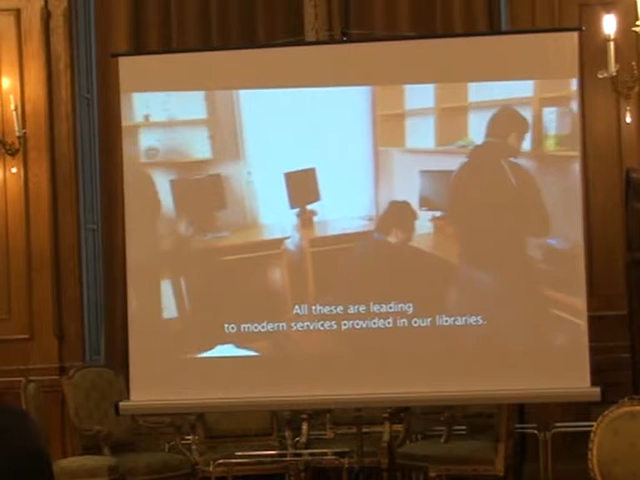 All these are leading
to modern services provided in our libraries.